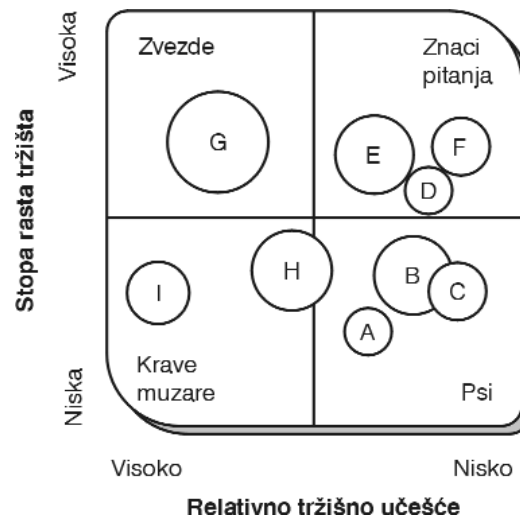 Visoka
Zvezde
Znaci
pitanja
G
E
F
D
Stopa rasta tržišta
H
B
I
C
A
Krave
muzare
Psi
Niska
Visoko
Nisko
Relativno tržišno učešće